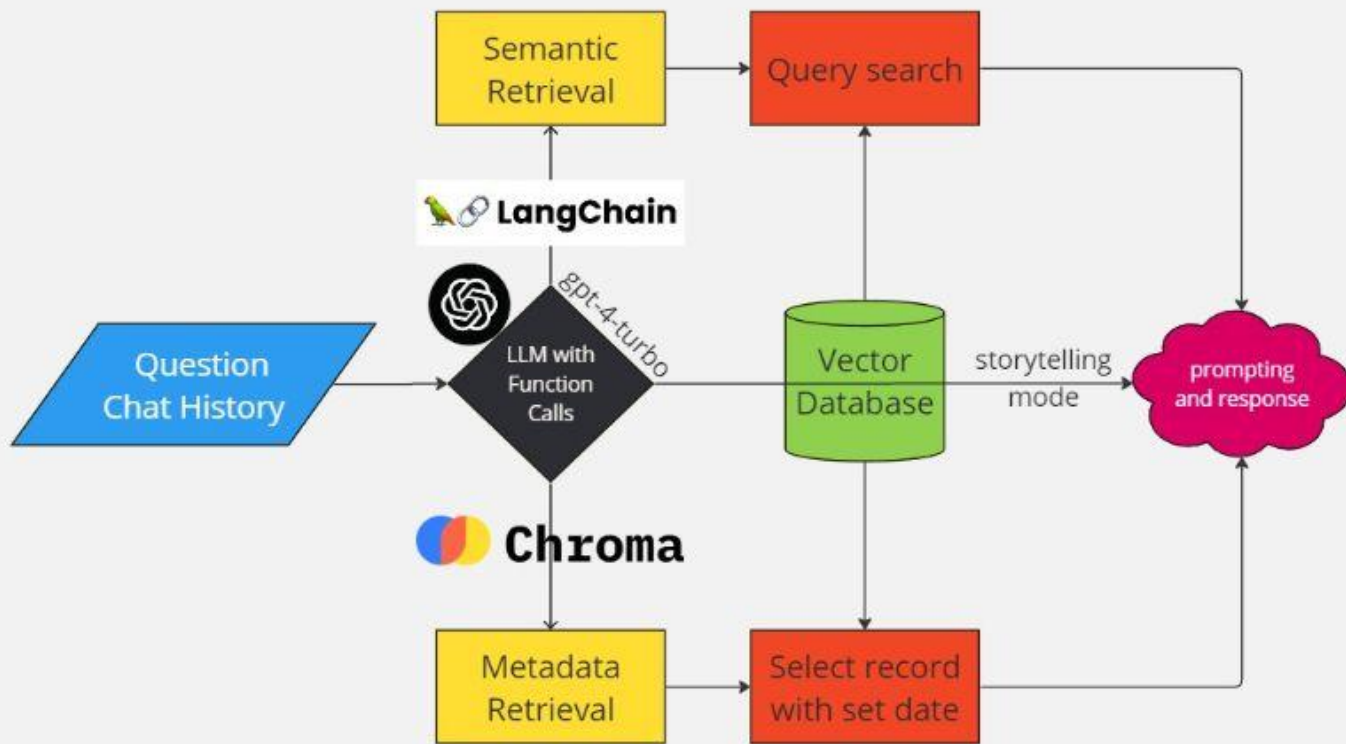 Semantic
Retrieval
Query search
LangChain
gpt-4-turbo
Question
Chat History
LLM with
Function
Calls
Vector
Database
storytelling
mode
prompting
and response
Chroma
Metadata
Retrieval
Select record
with set date